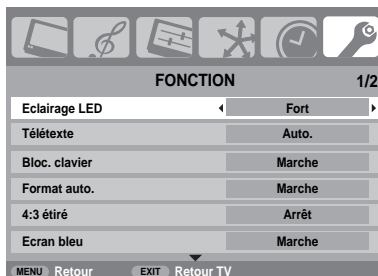 FONCTION 1/2
Eclairage LED Fort
Télétexte Auto.
Bloc. clavier Marche
Format auto. Marche
4:3 étiré Arrêt
Ecran bleu Marche
MENU Retour EXIT Retour TV